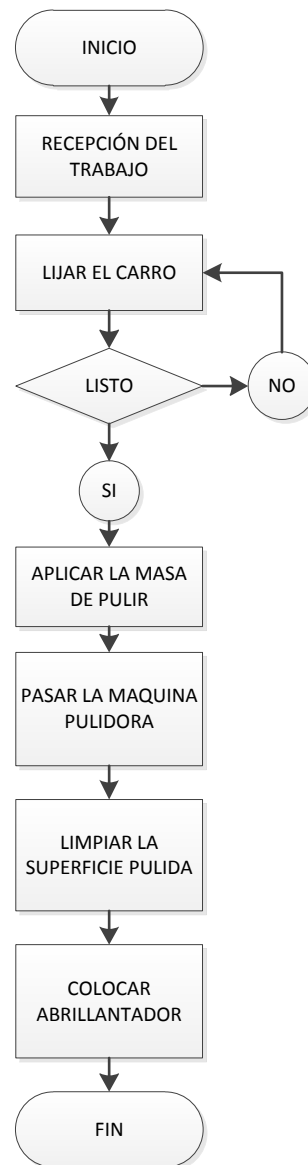 INICIO
RECEPCIÓN DEL
TRABAJO
LIJAR EL CARRO
LISTO
NO
SI
APLICAR LA MASA
DE PULIR
PASAR LA MAQUINA
PULIDORA
LIMPIAR LA
SUPERFICIE PULIDA
COLOCAR
ABRILLANTADOR
FIN